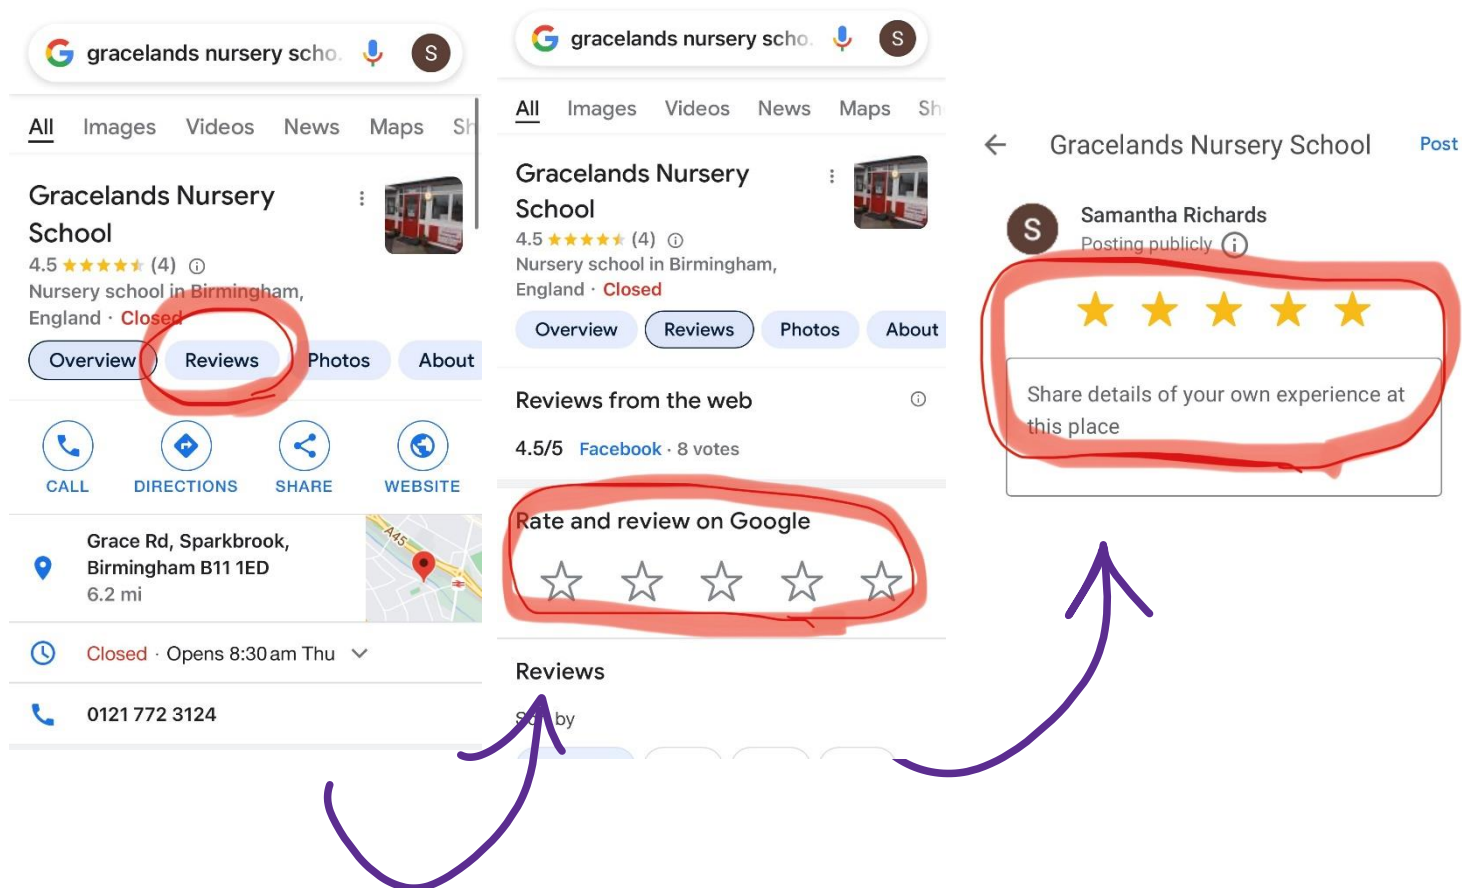 gracelands nursery scho.
S
All Images Videos News Maps Sh
Gracelands Nursery
School
4.5 (4)
Nursery school in Birmingham,
England · Closed
Overview Reviews Photos About
CALL DIRECTIONS SHARE WEBSITE
Grace Rd, Sparkbrook,
Birmingham B11 1ED
6.2 mi
A45
Closed · Opens 8:30 am Thu
0121 772 3124
gracelands nursery scho.
S
All Images Videos News Maps Sh
Gracelands Nursery
School
4.5 (4)
Nursery school in Birmingham,
England · Closed
Overview Reviews Photos About
Reviews from the web
4.5/5 Facebook · 8 votes
Rate and review on Google
Reviews
Sort by
Gracelands Nursery School Post
S
Samantha Richards
Posting publicly
Share details of your own experience at
this place